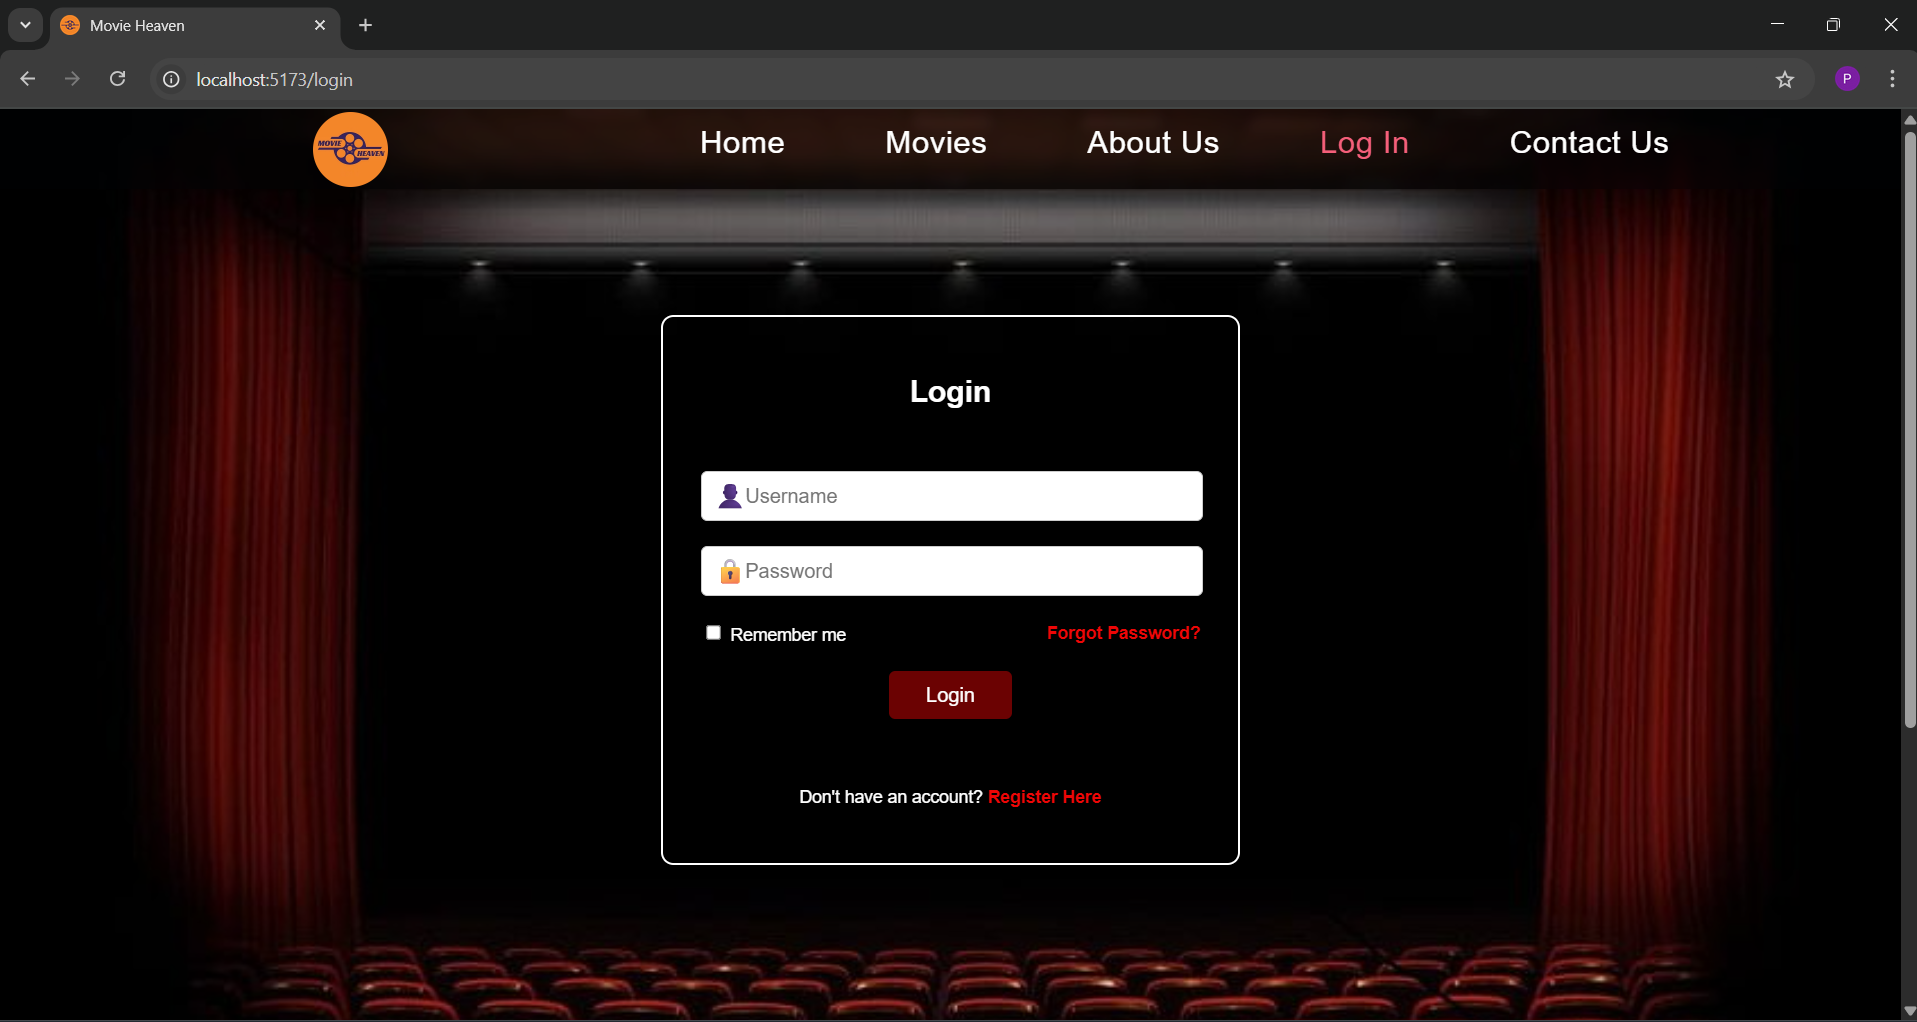 Movie Heaven
localhost:5173/login
P
MOVIE
HEAVEN
Home Movies About Us Log In Contact Us
Login
Username
Password
Remember me Forgot Password?
Login
Don't have an account? Register Here